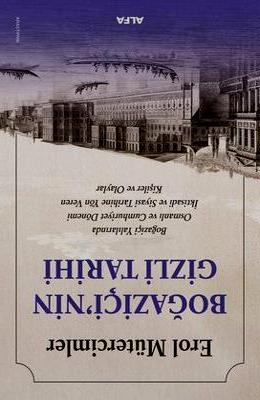 Erol Mütercimler
BOĞAZİÇİ'NİN
GİZLİ TARİHİ
Boğaziçi Yalılarında
Osmanlı ve Cumhuriyet Dönemi
İktisadi ve Siyasi Tarihine Yön Veren
Kişiler ve Olaylar
ALFA